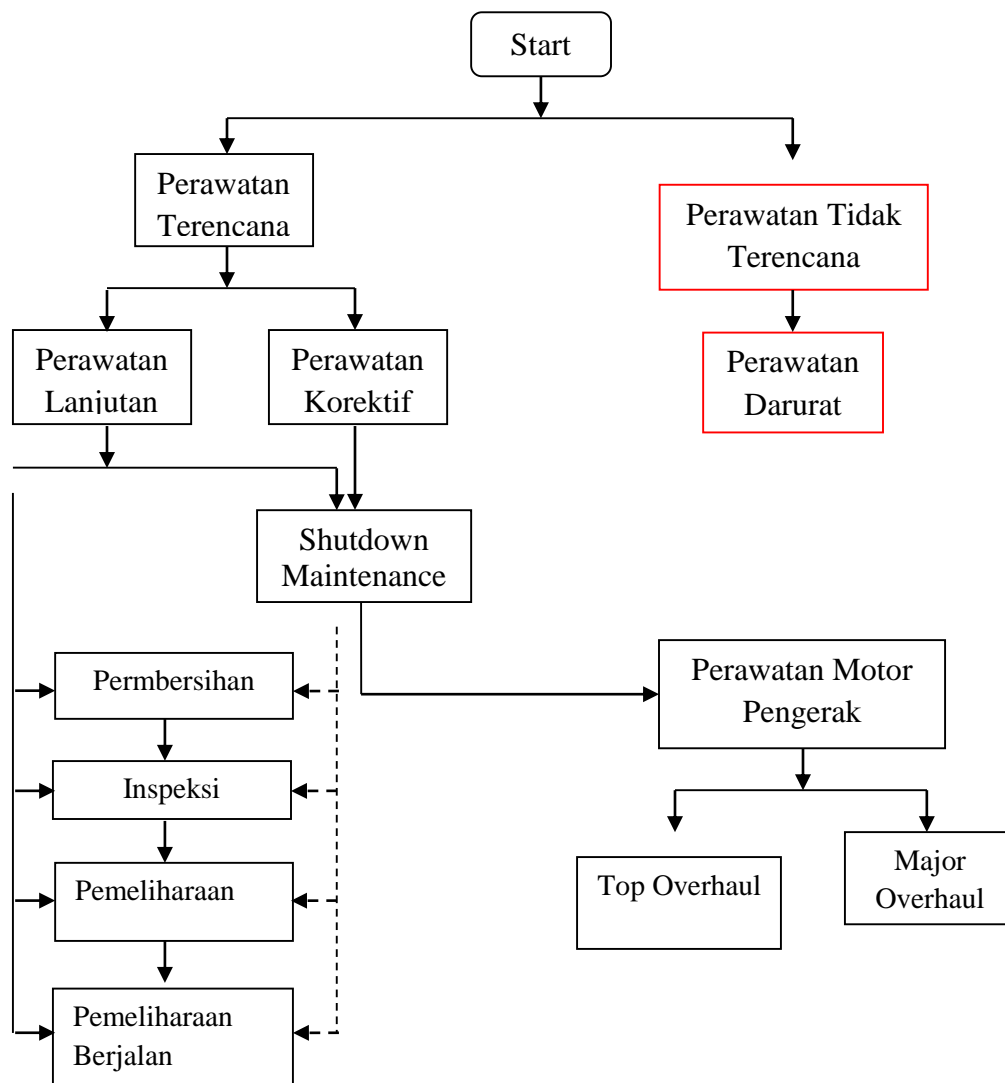 Start
Perawatan
Terencana
Perawatan Tidak
Terencana
Perawatan
Lanjutan
Perawatan
Korektif
Perawatan
Darurat
Shutdown
Maintenance
Permbersihan
Perawatan Motor
Pengerak
Inspeksi
Pemeliharaan
Top Overhaul
Major
Overhaul
Pemeliharaan
Berjalan